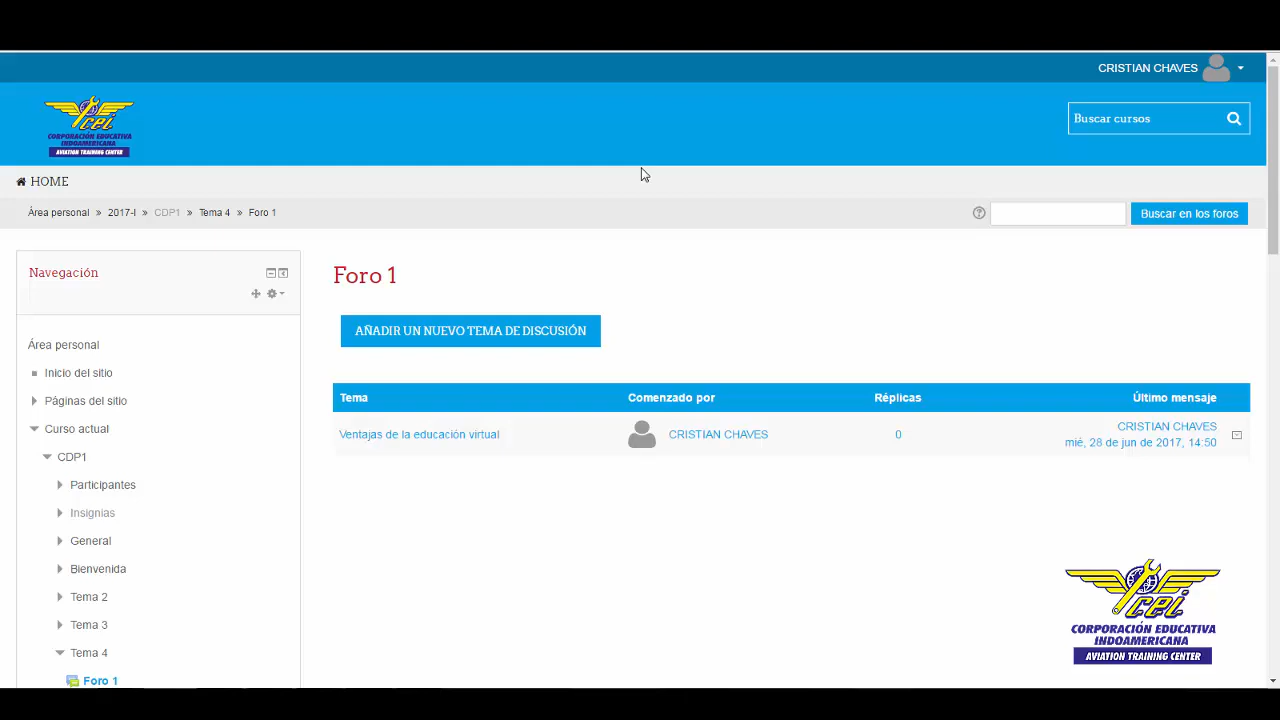 CRISTIAN CHAVES
cei
CORPORACIÓN EDUCATIVA
INDOAMERICANA
AVIATION TRAINING CENTER
Buscar cursos
HOME
Área personal » 2017-I » CDP1 » Tema 4 » Foro 1
Buscar en los foros
Navegación
Área personal
Inicio del sitio
Páginas del sitio
Curso actual
CDP1
Participantes
Insignias
General
Bienvenida
Tema 2
Tema 3
Tema 4
Foro 1
Foro 1
AÑADIR UN NUEVO TEMA DE DISCUSIÓN
Tema Comenzado por Réplicas Último mensaje
Ventajas de la educación virtual CRISTIAN CHAVES 0 CRISTIAN CHAVES
mié, 28 de jun de 2017, 14:50
cei
CORPORACIÓN EDUCATIVA
INDOAMERICANA
AVIATION TRAINING CENTER